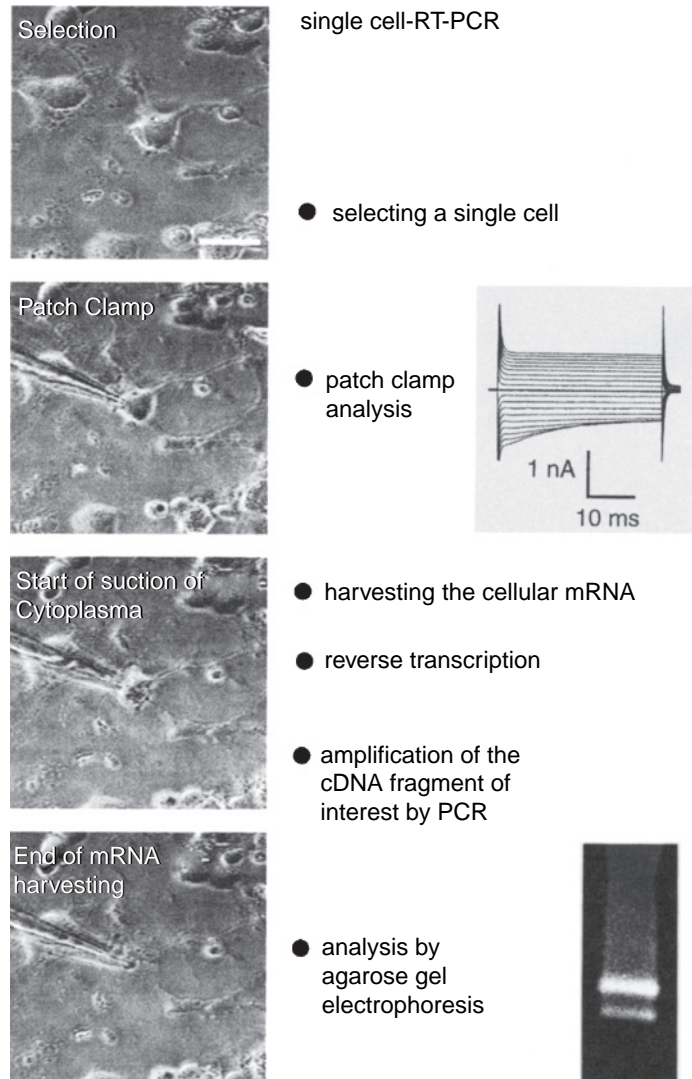 Selection
single cell-RT-PCR
● selecting a single cell
Patch Clamp
● patch clamp
analysis
1 nA
10 ms
Start of suction of
Cytoplasma
● harvesting the cellular mRNA
● reverse transcription
● amplification of the
cDNA fragment of
interest by PCR
End of mRNA
harvesting
● analysis by
agarose gel
electrophoresis